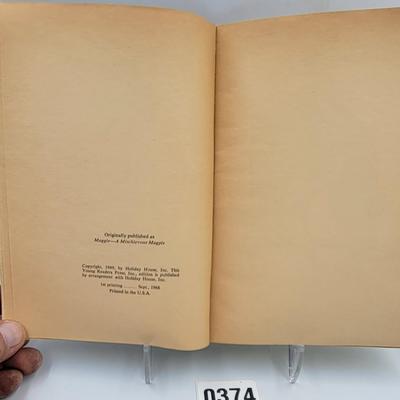 Originally published as
Maggie—A Mischievous Magpie
Copyright, 1949, by Holiday House, Inc. This
Young Readers Press, Inc., edition is published
by arrangement with Holiday House, Inc.
1st printing ........ Sept., 1968
Printed in the U.S.A.
0374